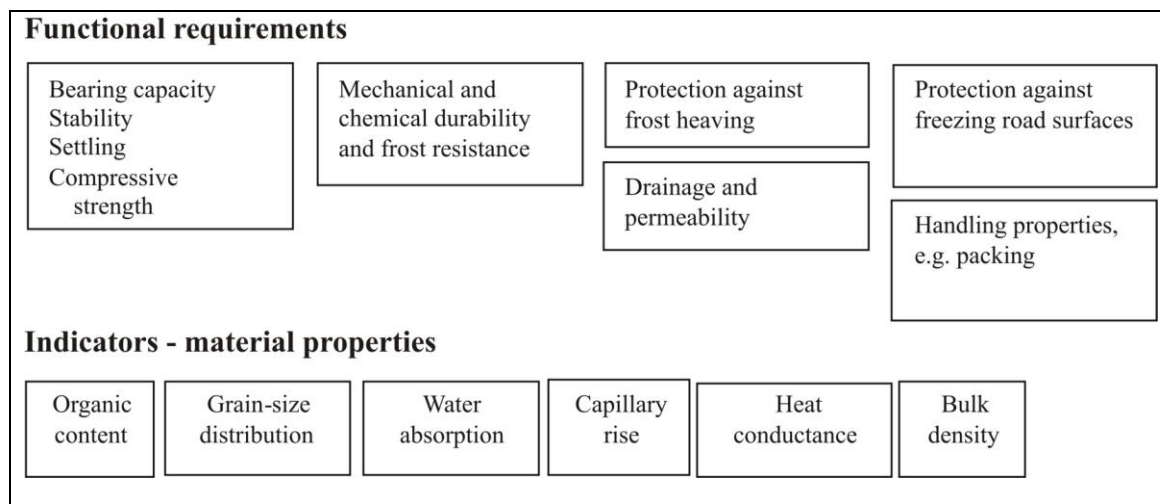 Functional requirements
Bearing capacity
Stability
Settling
Compressive
strength
Mechanical and
chemical durability
and frost resistance
Protection against
frost heaving
Drainage and
permeability
Protection against
freezing road surfaces
Handling properties,
e.g. packing
Indicators - material properties
Organic
content
Grain-size
distribution
Water
absorption
Capillary
rise
Heat
conductance
Bulk
density